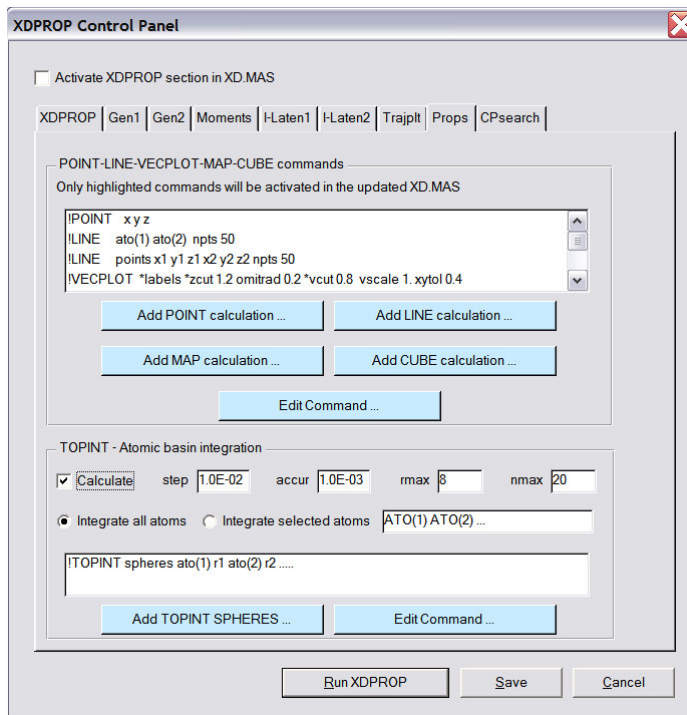 XDPROP Control Panel
Activate XDPROP section in XD.MAS
XDPROP Gen1 Gen2 Moments I-Laten1 I-Laten2 Trajplt Props CPsearch
POINT-LINE-VECPLOT-MAP-CUBE commands
Only highlighted commands will be activated in the updated XD.MAS
!POINT x y z
!LINE ato(1) ato(2) npts 50
!LINE points x1 y1 z1 x2 y2 z2 npts 50
!VECPLOT *labels *zcut 1.2 omitrad 0.2 *vcut 0.8 vscale 1. xytol 0.4
Add POINT calculation ... Add LINE calculation ...
Add MAP calculation ... Add CUBE calculation ...
Edit Command ...
TOPINT - Atomic basin integration
Calculate step 1.0E-02 accur 1.0E-03 rmax 8 nmax 20
Integrate all atoms Integrate selected atoms ATO(1) ATO(2) ...
!TOPINT spheres ato(1) r1 ato(2) r2 .....
Add TOPINT SPHERES ... Edit Command ...
Run XDPROP Save Cancel